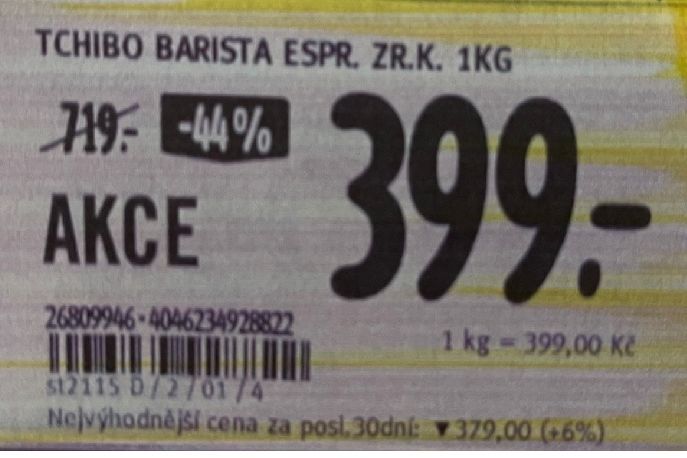 TCHIBO BARISTA ESPR. ZR.K. 1KG
719.- -44%
399.-
AKCE
26809946·4046234928822
1 kg = 399,00 Kč
st2115 D/2/01/4
Nejvýhodnější cena za posl.30dní: ▼379,00 (+6%)